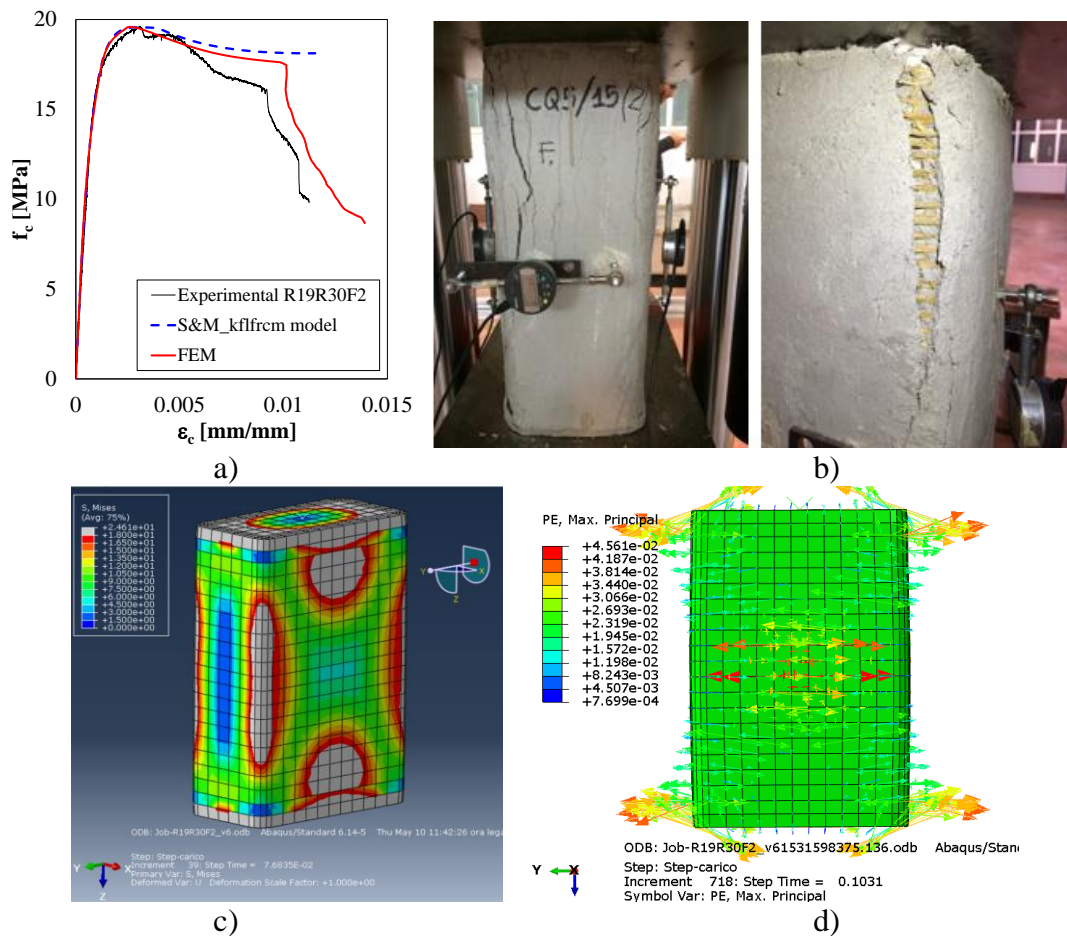 20
15
10
5
0
f_c [MPa]
0
0.005
0.01
0.015
ε_c [mm/mm]
Experimental R19R30F2
S&M_kflfrcm model
FEM
a)
CQ5/15(2)
F.
b)
S, Mises
(Avg: 75%)
+2.461e+01
+1.800e+01
+1.650e+01
+1.500e+01
+1.350e+01
+1.200e+01
+1.050e+01
+9.000e+00
+7.500e+00
+6.000e+00
+4.500e+00
+3.000e+00
+1.500e+00
+0.000e+00
Y
X
Z
ODB: Job-R19R30F2_v6.odb Abaqus/Standard 6.14-5 Thu May 10 11:42:26 ora lega
Step: Step-carico
Increment 39: Step Time = 7.6835E-02
Primary Var: S, Mises
Deformed Var: U Deformation Scale Factor: +1.000e+00
Y
X
Z
c)
PE, Max. Principal
+4.561e-02
+4.187e-02
+3.814e-02
+3.440e-02
+3.066e-02
+2.693e-02
+2.319e-02
+1.945e-02
+1.572e-02
+1.198e-02
+8.243e-03
+4.507e-03
+7.699e-04
ODB: Job-R19R30F2_v61531598375.136.odb Abaqus/Stan
Step: Step-carico
Increment 718: Step Time = 0.1031
Symbol Var: PE, Max. Principal
Y
X
d)